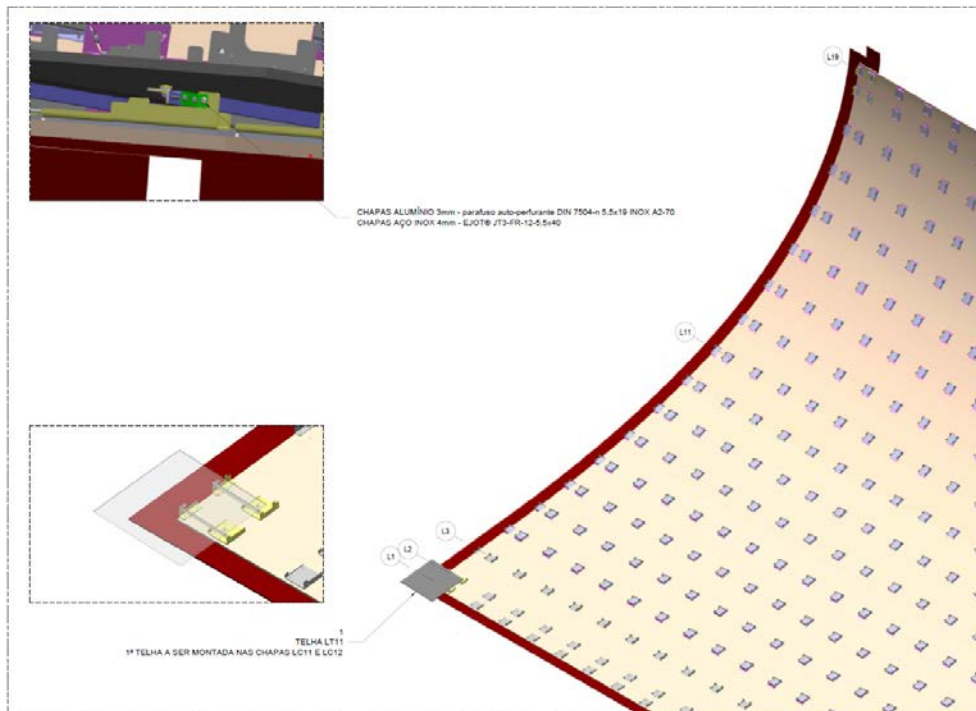 L19
CHAPAS ALUMÍNIO 3mm - parafuso auto-perfurante DIN 7504-n 5.5x19 INOX A2-70
CHAPAS AÇO INOX 4mm - EJOT® JT3-FR-12-5.5x40
L11
L3
L2
L1
1
TELHA LT11
1ª TELHA A SER MONTADA NAS CHAPAS LC11 E LC12